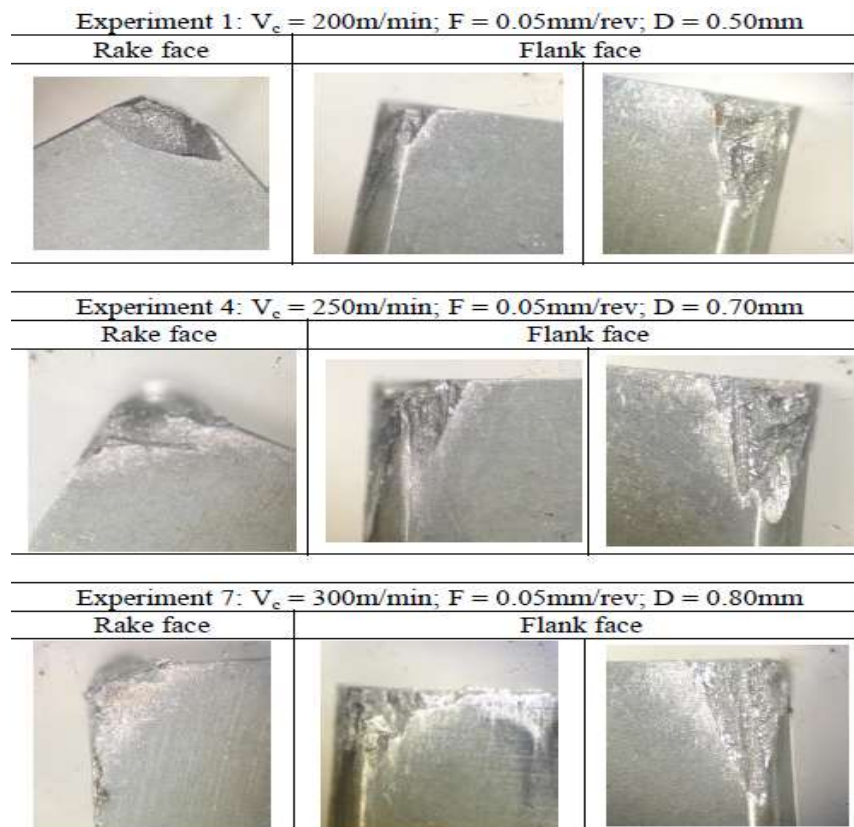 Experiment 1: Vc = 200m/min; F = 0.05mm/rev; D = 0.50mm
Rake face Flank face
Experiment 4: Vc = 250m/min; F = 0.05mm/rev; D = 0.70mm
Rake face Flank face
Experiment 7: Vc = 300m/min; F = 0.05mm/rev; D = 0.80mm
Rake face Flank face